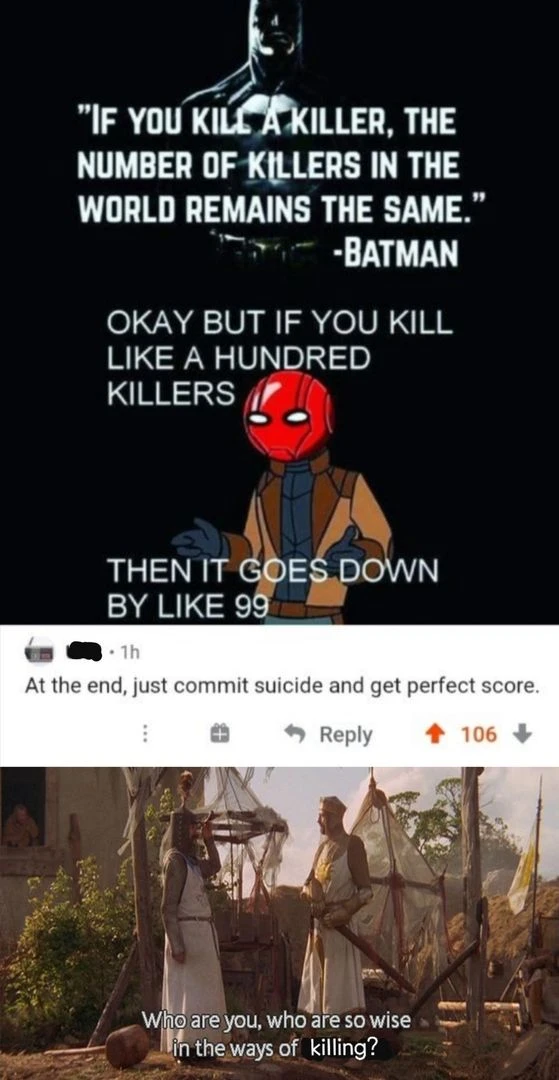 "IF YOU KILL A KILLER, THE
NUMBER OF KILLERS IN THE
WORLD REMAINS THE SAME."
-BATMAN
OKAY BUT IF YOU KILL
LIKE A HUNDRED
KILLERS
THEN IT GOES DOWN
BY LIKE 99
• 1h
At the end, just commit suicide and get perfect score.
Reply 106
Who are you, who are so wise
in the ways of killing?